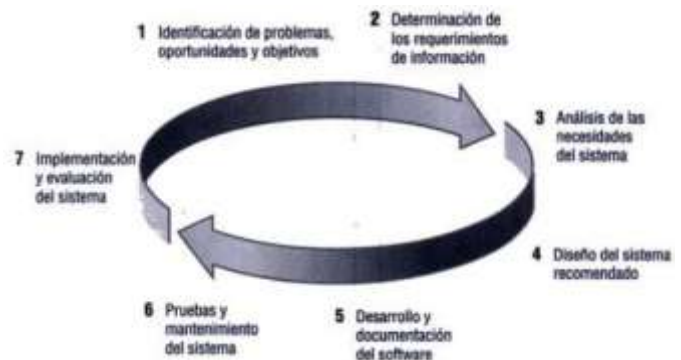 1 Identificación de problemas,
oportunidades y objetivos
2 Determinación de
los requerimientos
de información
3 Análisis de las
necesidades
del sistema
4 Diseño del sistema
recomendado
5 Desarrollo y
documentación
del software
6 Pruebas y
mantenimiento
del sistema
7 Implementación
y evaluación
del sistema